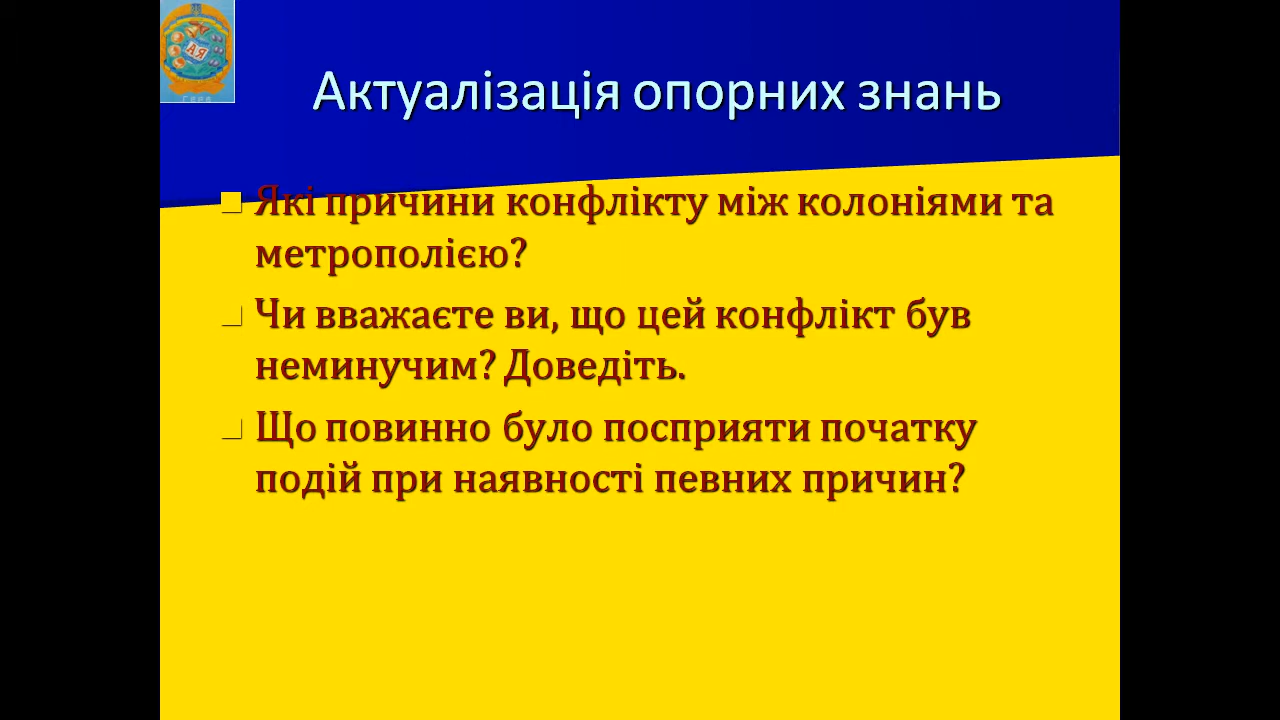 Актуалізація опорних знань
Які причини конфлікту між колоніями та
метрополією?
Чи вважаєте ви, що цей конфлікт був
неминучим? Доведіть.
Що повинно було посприяти початку
подій при наявності певних причин?